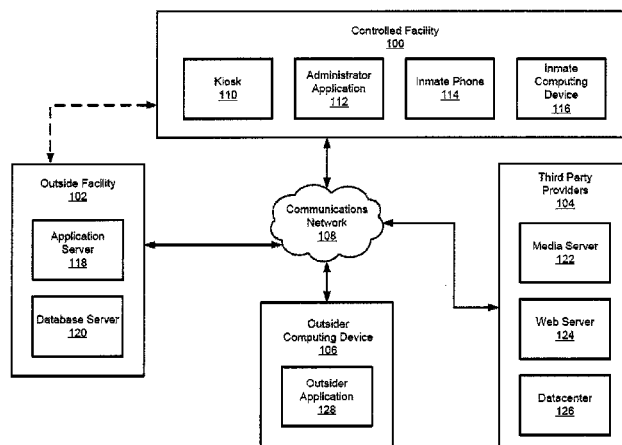 Controlled Facility
100
Kiosk
110
Administrator
Application
112
Inmate Phone
114
Inmate
Computing
Device
116
Outside Facility
102
Application
Server
118
Database Server
120
Communications
Network
108
Third Party
Providers
104
Media Server
122
Web Server
124
Datacenter
126
Outsider
Computing Device
106
Outsider
Application
128